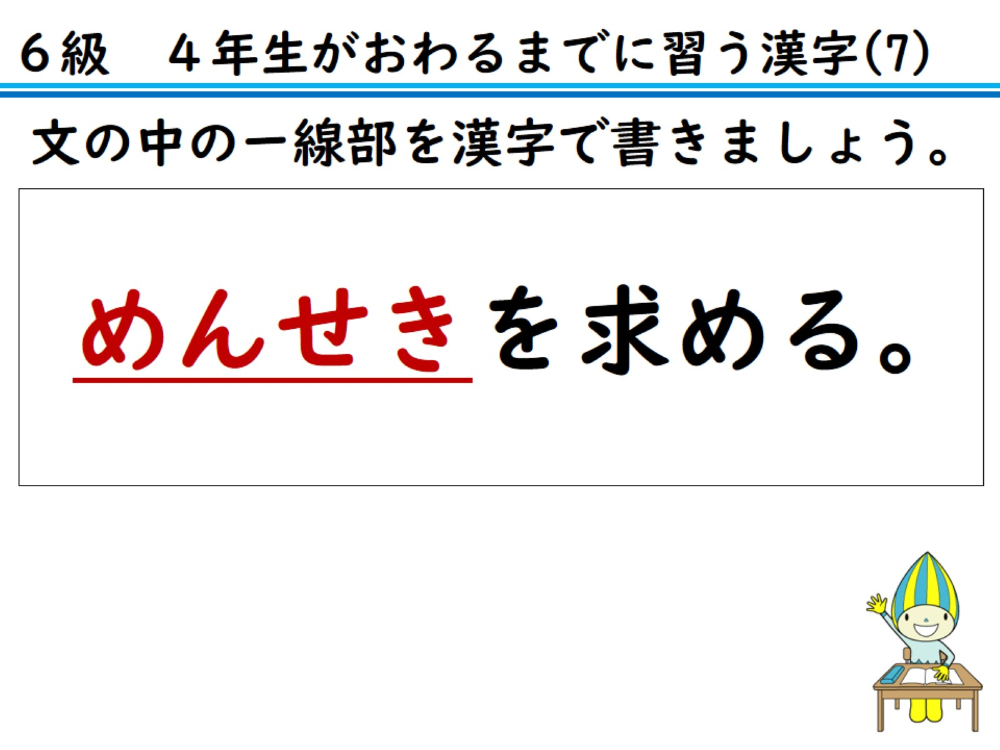 ６級　４年生がおわるまでに習う漢字(7)
文の中の―線部を漢字で書きましょう。
めんせきを求める。